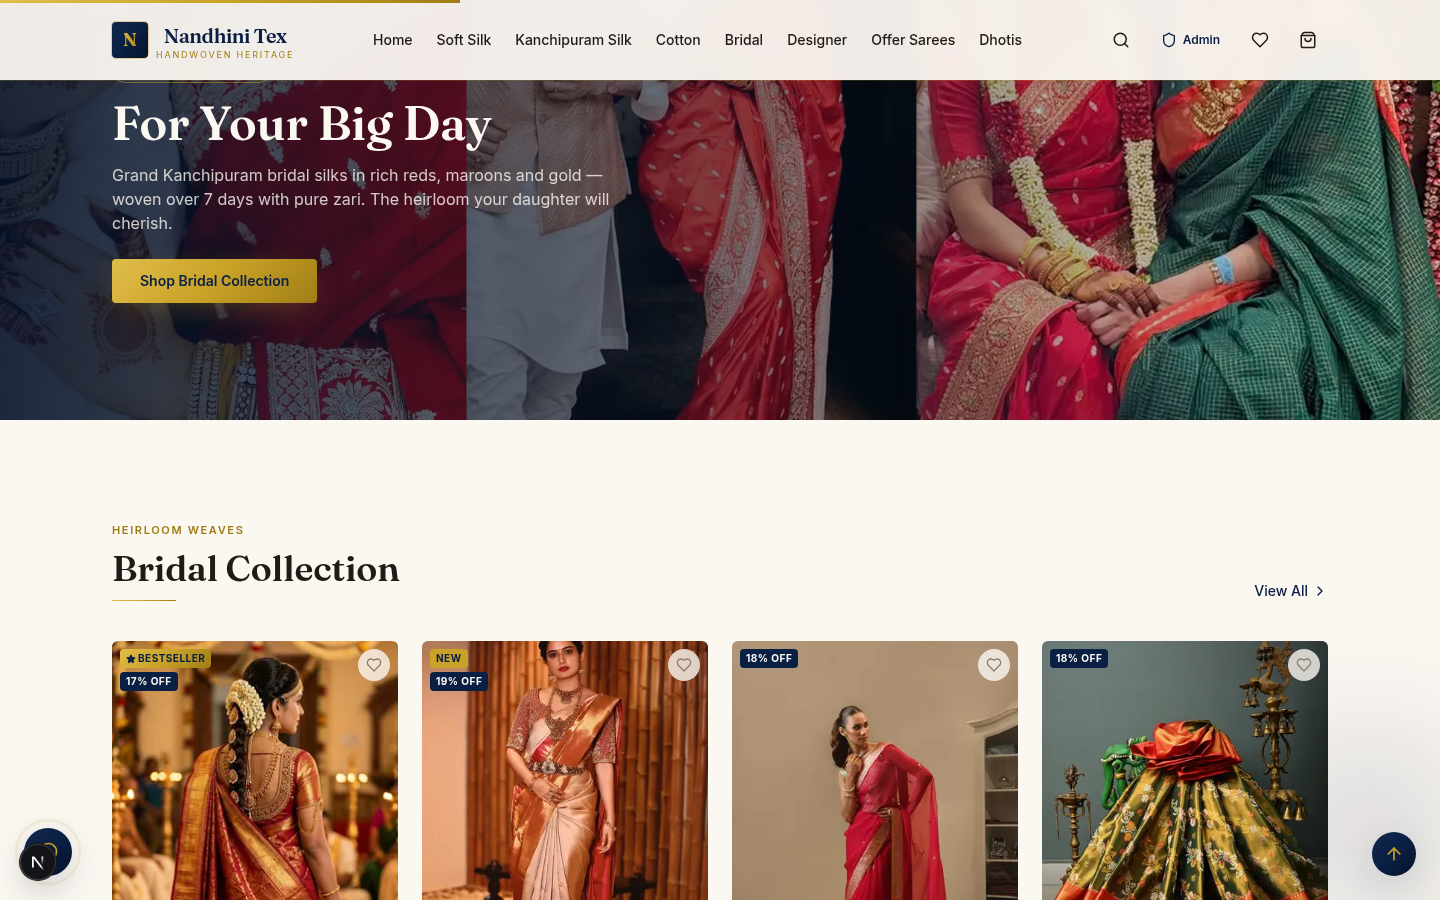 N
Nandhini Tex
HANDWOVEN HERITAGE
Home
Soft Silk
Kanchipuram Silk
Cotton
Bridal
Designer
Offer Sarees
Dhotis
Admin
For Your Big Day
Grand Kanchipuram bridal silks in rich reds, maroons and gold —
woven over 7 days with pure zari. The heirloom your daughter will
cherish.
Shop Bridal Collection
HEIRLOOM WEAVES
Bridal Collection
View All
BESTSELLER
17% OFF
NEW
19% OFF
18% OFF
18% OFF
N